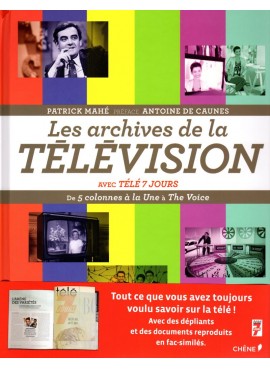 PATRICK MAHÉ PRÉFACE ANTOINE DE CAUNES
Les archives de la
TÉLÉVISION
AVEC TÉLÉ 7 JOURS
De 5 colonnes à la Une à The Voice
Tout ce que vous avez toujours
voulu savoir sur la télé !
Avec des dépliants
et des documents reproduits
en fac-similés.
télé
7
CHÊNE